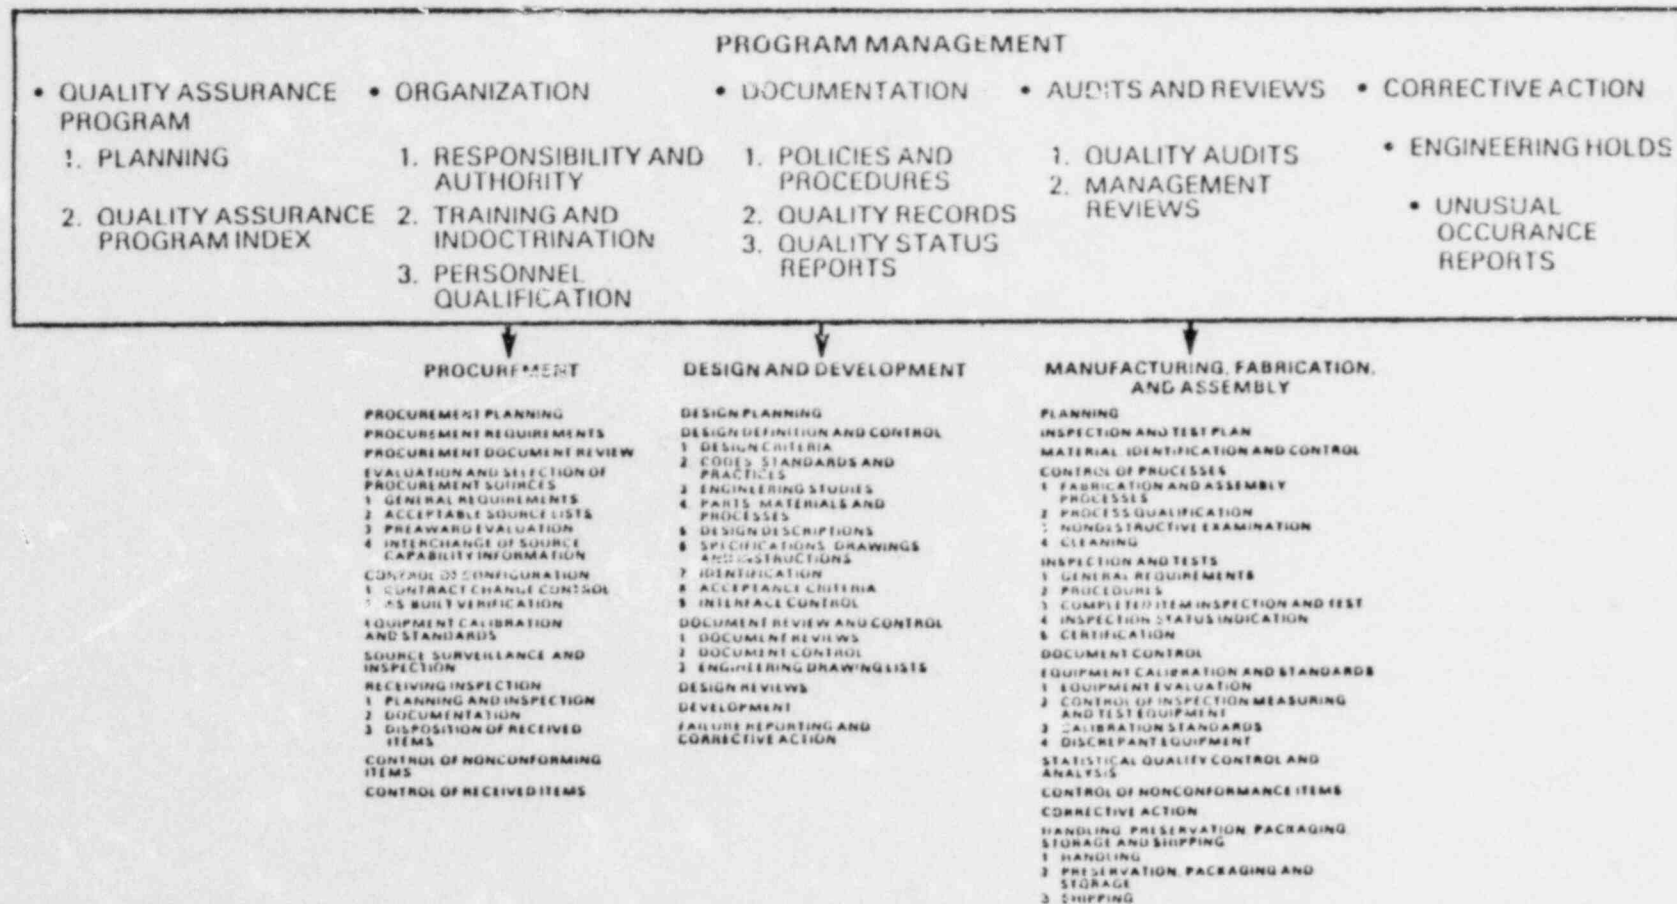 PROGRAM MANAGEMENT
• QUALITY ASSURANCE
PROGRAM
1. PLANNING
2. QUALITY ASSURANCE
PROGRAM INDEX
• ORGANIZATION
1. RESPONSIBILITY AND
AUTHORITY
2. TRAINING AND
INDOCTRINATION
3. PERSONNEL
QUALIFICATION
• DOCUMENTATION
1. POLICIES AND
PROCEDURES
2. QUALITY RECORDS
3. QUALITY STATUS
REPORTS
• AUDITS AND REVIEWS
1. QUALITY AUDITS
2. MANAGEMENT
REVIEWS
• CORRECTIVE ACTION
• ENGINEERING HOLDS
• UNUSUAL
OCCURANCE
REPORTS
PROCUREMENT
PROCUREMENT PLANNING
PROCUREMENT REQUIREMENTS
PROCUREMENT DOCUMENT REVIEW
EVALUATION AND SELECTION OF
PROCUREMENT SOURCES
1 GENERAL REQUIREMENTS
2 ACCEPTABLE SOURCE LISTS
3 PREAWARD EVALUATION
4 INTERCHANGE OF SOURCE
CAPABILITY INFORMATION
CONTROL OF CONFIGURATION
1 CONTRACT CHANGE CONTROL
2 AS BUILT VERIFICATION
EQUIPMENT CALIBRATION
AND STANDARDS
SOURCE SURVEILLANCE AND
INSPECTION
RECEIVING INSPECTION
1 PLANNING AND INSPECTION
2 DOCUMENTATION
3 DISPOSITION OF RECEIVED
ITEMS
CONTROL OF NONCONFORMING
ITEMS
CONTROL OF RECEIVED ITEMS
DESIGN AND DEVELOPMENT
DESIGN PLANNING
DESIGN DEFINITION AND CONTROL
1 DESIGN CRITERIA
2 CODES, STANDARDS AND
PRACTICES
3 ENGINEERING STUDIES
4 PARTS, MATERIALS AND
PROCESSES
5 DESIGN DESCRIPTIONS
6 SPECIFICATIONS, DRAWINGS
AND INSTRUCTIONS
7 IDENTIFICATION
8 ACCEPTANCE CRITERIA
9 INTERFACE CONTROL
DOCUMENT REVIEW AND CONTROL
1 DOCUMENT REVIEWS
2 DOCUMENT CONTROL
3 ENGINEERING DRAWING LISTS
DESIGN REVIEWS
DEVELOPMENT
FAILURE REPORTING AND
CORRECTIVE ACTION
MANUFACTURING, FABRICATION,
AND ASSEMBLY
PLANNING
INSPECTION AND TEST PLAN
MATERIAL IDENTIFICATION AND CONTROL
CONTROL OF PROCESSES
1 FABRICATION AND ASSEMBLY
PROCESSES
2 PROCESS QUALIFICATION
3 NONDESTRUCTIVE EXAMINATION
4 CLEANING
INSPECTION AND TESTS
1 GENERAL REQUIREMENTS
2 PROCEDURES
3 COMPLETED ITEM INSPECTION AND TEST
4 INSPECTION STATUS INDICATION
5 CERTIFICATION
DOCUMENT CONTROL
EQUIPMENT CALIBRATION AND STANDARDS
1 EQUIPMENT EVALUATION
2 CONTROL OF INSPECTION MEASURING
AND TEST EQUIPMENT
3 CALIBRATION STANDARDS
4 DISCREPANT EQUIPMENT
STATISTICAL QUALITY CONTROL AND
ANALYSIS
CONTROL OF NONCONFORMANCE ITEMS
CORRECTIVE ACTION
HANDLING, PRESERVATION, PACKAGING,
STORAGE AND SHIPPING
1 HANDLING
2 PRESERVATION, PACKAGING AND
STORAGE
3 SHIPPING